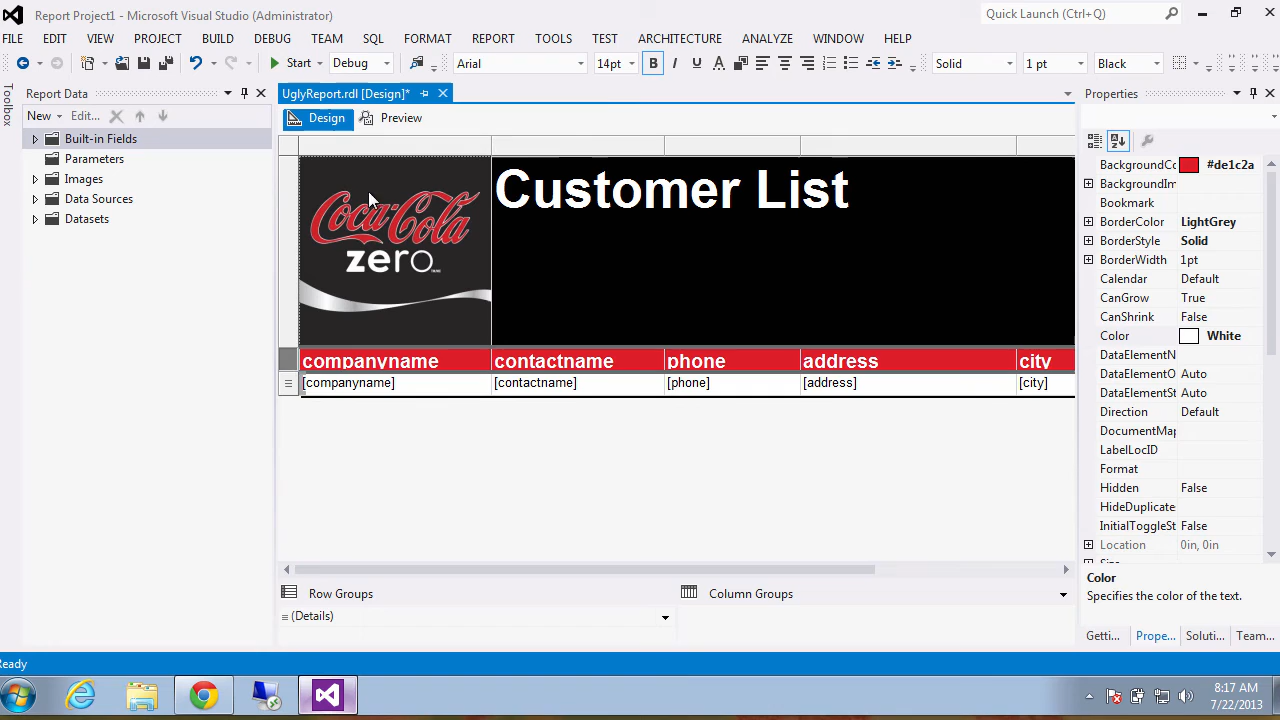 Report Project1 - Microsoft Visual Studio (Administrator)
Quick Launch (Ctrl+Q)
FILE EDIT VIEW PROJECT BUILD DEBUG TEAM SQL FORMAT REPORT TOOLS TEST ARCHITECTURE ANALYZE WINDOW HELP
Start Debug Arial 14pt B I U A Solid 1 pt Black
Toolbox
Report Data
UglyReport.rdl [Design]*
Properties
New Edit...
Design Preview
Built-in Fields
Parameters
Images
Data Sources
Datasets
Coca-Cola
zero
Customer List
companyname contactname phone address city
[companyname] [contactname] [phone] [address] [city]
BackgroundCo #de1c2a
BackgroundIm
Bookmark
BorderColor LightGrey
BorderStyle Solid
BorderWidth 1pt
Calendar Default
CanGrow True
CanShrink False
Color White
DataElementN
DataElementO Auto
DataElementSt Auto
Direction Default
DocumentMap
LabelLocID
Format
Hidden False
HideDuplicate
InitialToggleSt False
Location 0in, 0in
Size
Color
Specifies the color of the text.
Row Groups
Column Groups
(Details)
Getti... Prope... Soluti... Team...
Ready
8:17 AM
7/22/2013